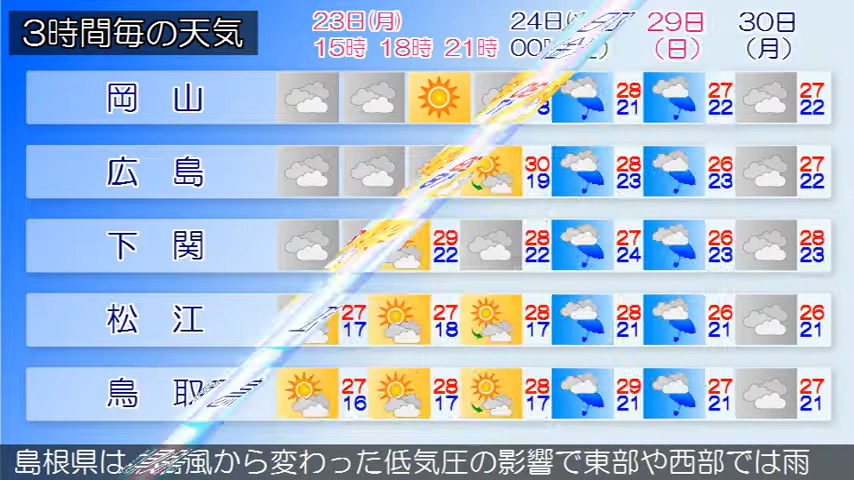 3時間毎の天気
23日(月) 24日 29日 30日
15時 18時 21時 00 (日) (月)
岡 山 28 21 27 22 27 22
広 島 30 19 28 23 26 23 27 22
下 関 29 22 28 22 27 24 26 23 28 23
松 江 27 17 27 18 28 17 28 21 26 21 26 21
鳥 取 27 16 28 17 28 17 29 21 27 21 27 21
島根県は 台風から変わった低気圧の影響で東部や西部では雨